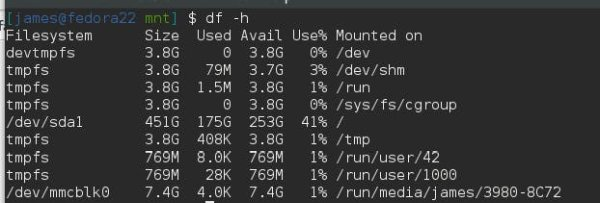 [james@fedora22 mnt] $ df -h
Filesystem Size Used Avail Use% Mounted on
devtmpfs 3.8G 0 3.8G 0% /dev
tmpfs 3.8G 79M 3.7G 3% /dev/shm
tmpfs 3.8G 1.5M 3.8G 1% /run
tmpfs 3.8G 0 3.8G 0% /sys/fs/cgroup
/dev/sda1 451G 175G 253G 41% /
tmpfs 3.8G 408K 3.8G 1% /tmp
tmpfs 769M 8.0K 769M 1% /run/user/42
tmpfs 769M 28K 769M 1% /run/user/1000
/dev/mmcblk0 7.4G 4.0K 7.4G 1% /run/media/james/3980-8C72